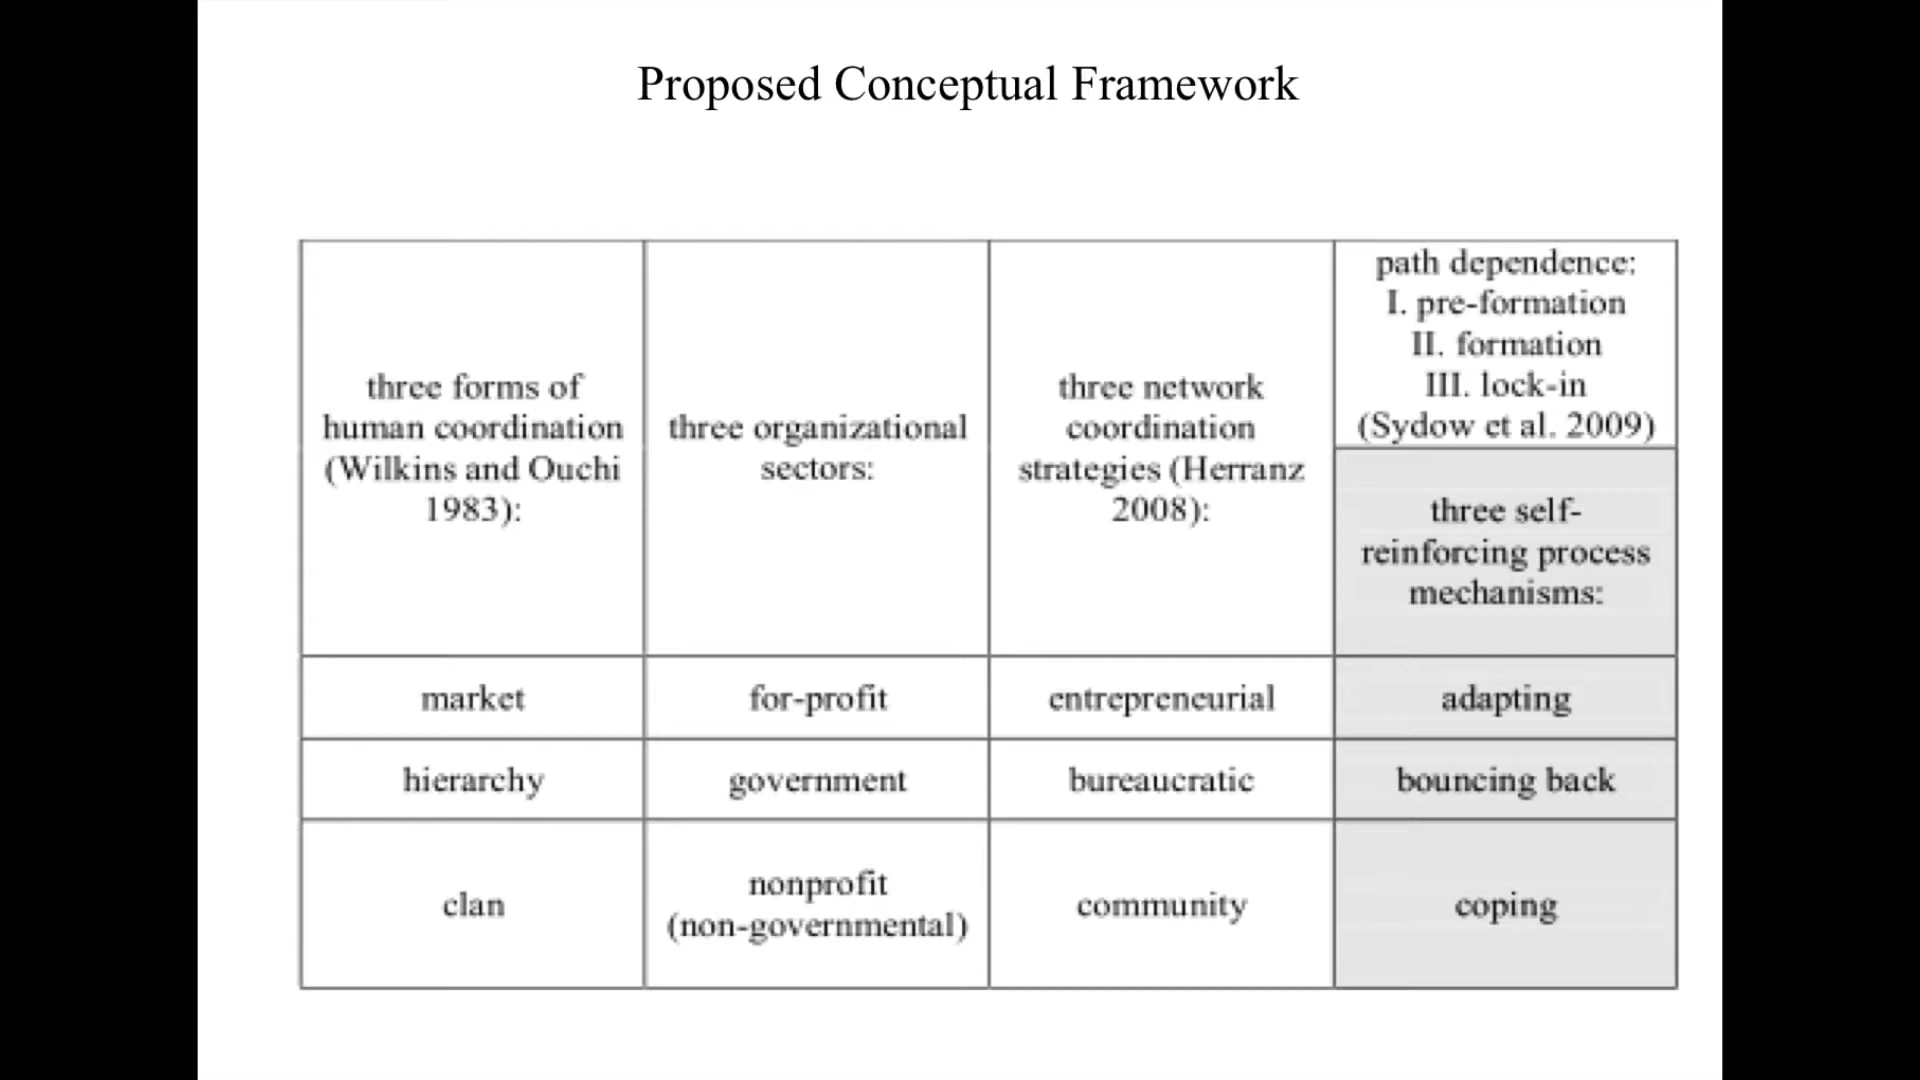 Proposed Conceptual Framework
three forms of
human coordination
(Wilkins and Ouchi
1983):
three organizational
sectors:
three network
coordination
strategies (Herranz
2008):
path dependence:
I. pre-formation
II. formation
III. lock-in
(Sydow et al. 2009)
three self-
reinforcing process
mechanisms:
market
for-profit
entrepreneurial
adapting
hierarchy
government
bureaucratic
bouncing back
clan
nonprofit
(non-governmental)
community
coping